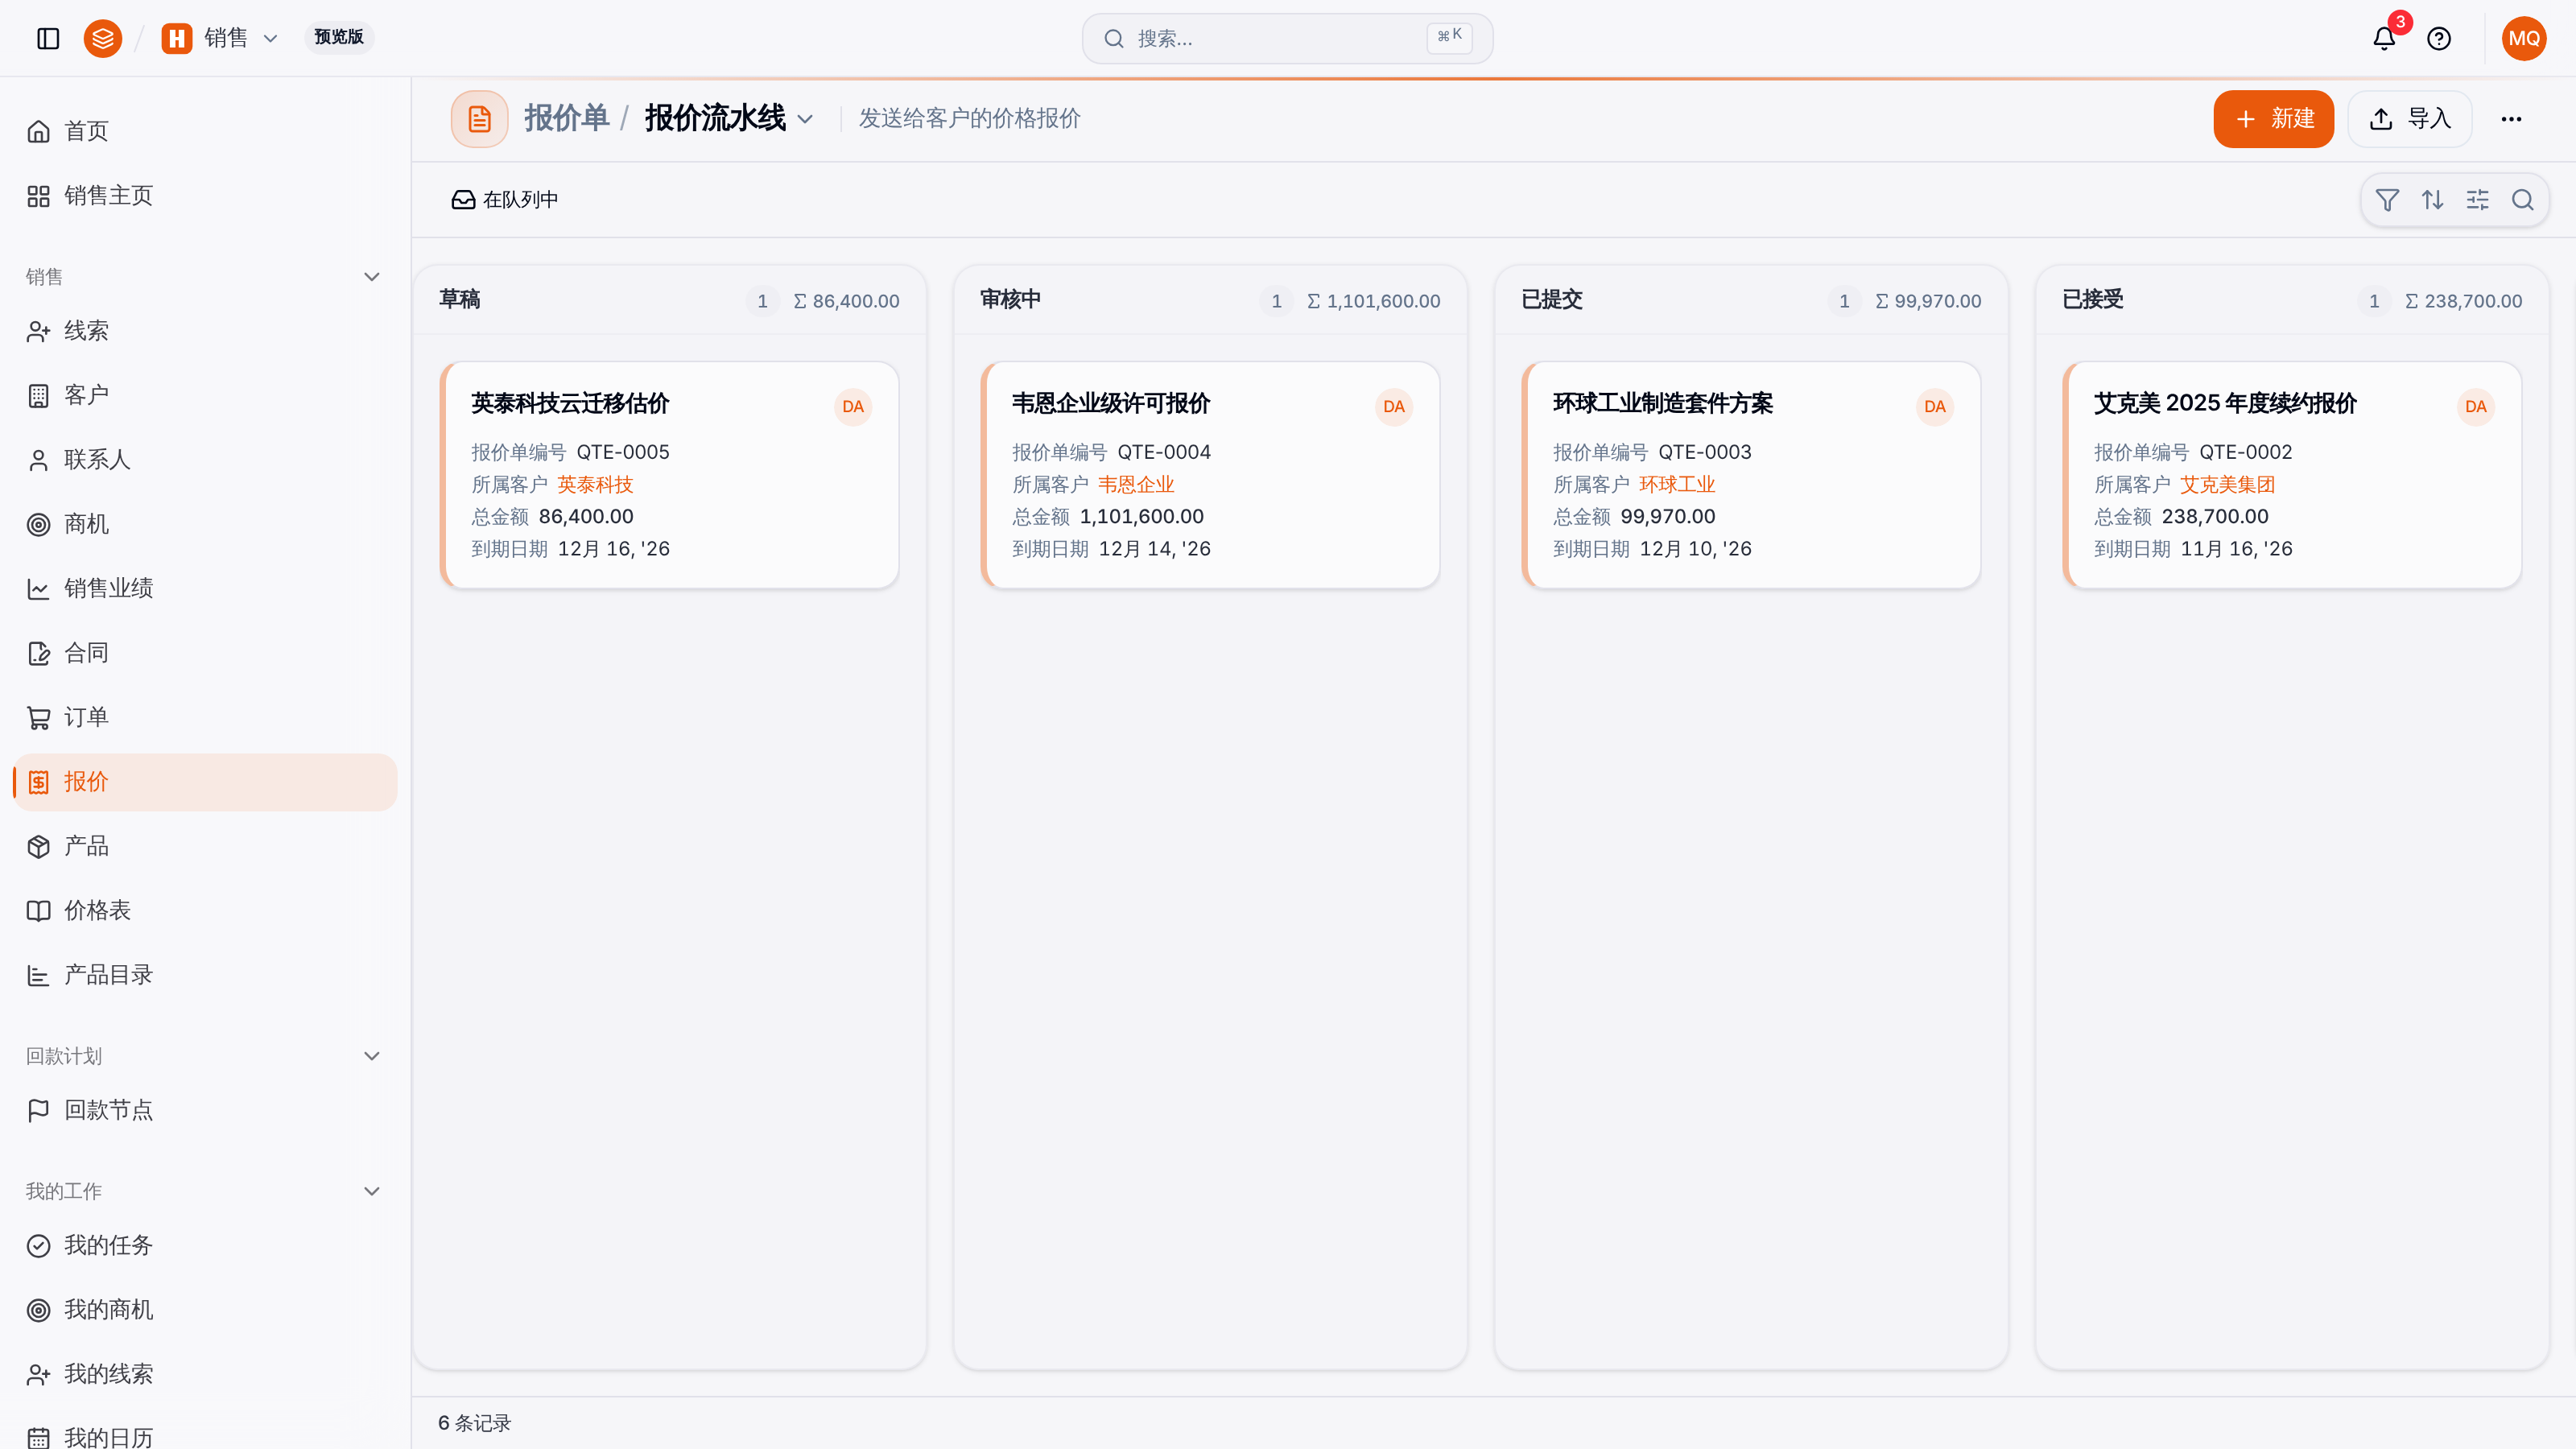 H 销售 预览版
搜索... ⌘K
3
MQ
首页
销售主页
销售
线索
客户
联系人
商机
销售业绩
合同
订单
报价
产品
价格表
产品目录
回款计划
回款节点
我的工作
我的任务
我的商机
我的线索
我的日历
报价单 / 报价流水线 发送给客户的价格报价
新建
导入
在队列中
草稿 1 Σ 86,400.00
英泰科技云迁移估价 DA
报价单编号 QTE-0005
所属客户 英泰科技
总金额 86,400.00
到期日期 12月 16, '26
审核中 1 Σ 1,101,600.00
韦恩企业级许可报价 DA
报价单编号 QTE-0004
所属客户 韦恩企业
总金额 1,101,600.00
到期日期 12月 14, '26
已提交 1 Σ 99,970.00
环球工业制造套件方案 DA
报价单编号 QTE-0003
所属客户 环球工业
总金额 99,970.00
到期日期 12月 10, '26
已接受 1 Σ 238,700.00
艾克美 2025 年度续约报价 DA
报价单编号 QTE-0002
所属客户 艾克美集团
总金额 238,700.00
到期日期 11月 16, '26
6 条记录